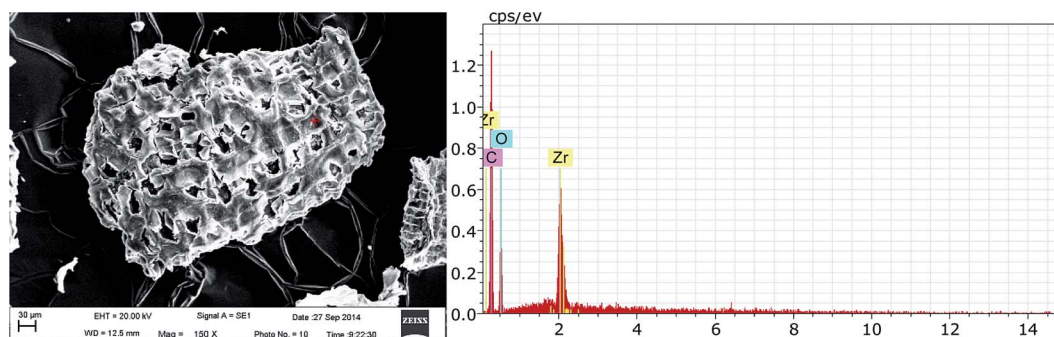 cps/ev
1.2
1.0
0.8
0.6
0.4
0.2
0.0
Zr
O
C
Zr
2 4 6 8 10 12 14
30 µm
EHT = 20.00 kV Signal A = SE1 Date :27 Sep 2014
WD = 12.5 mm Mag = 150 X Photo No. = 10 Time :9:22:30
ZEISS